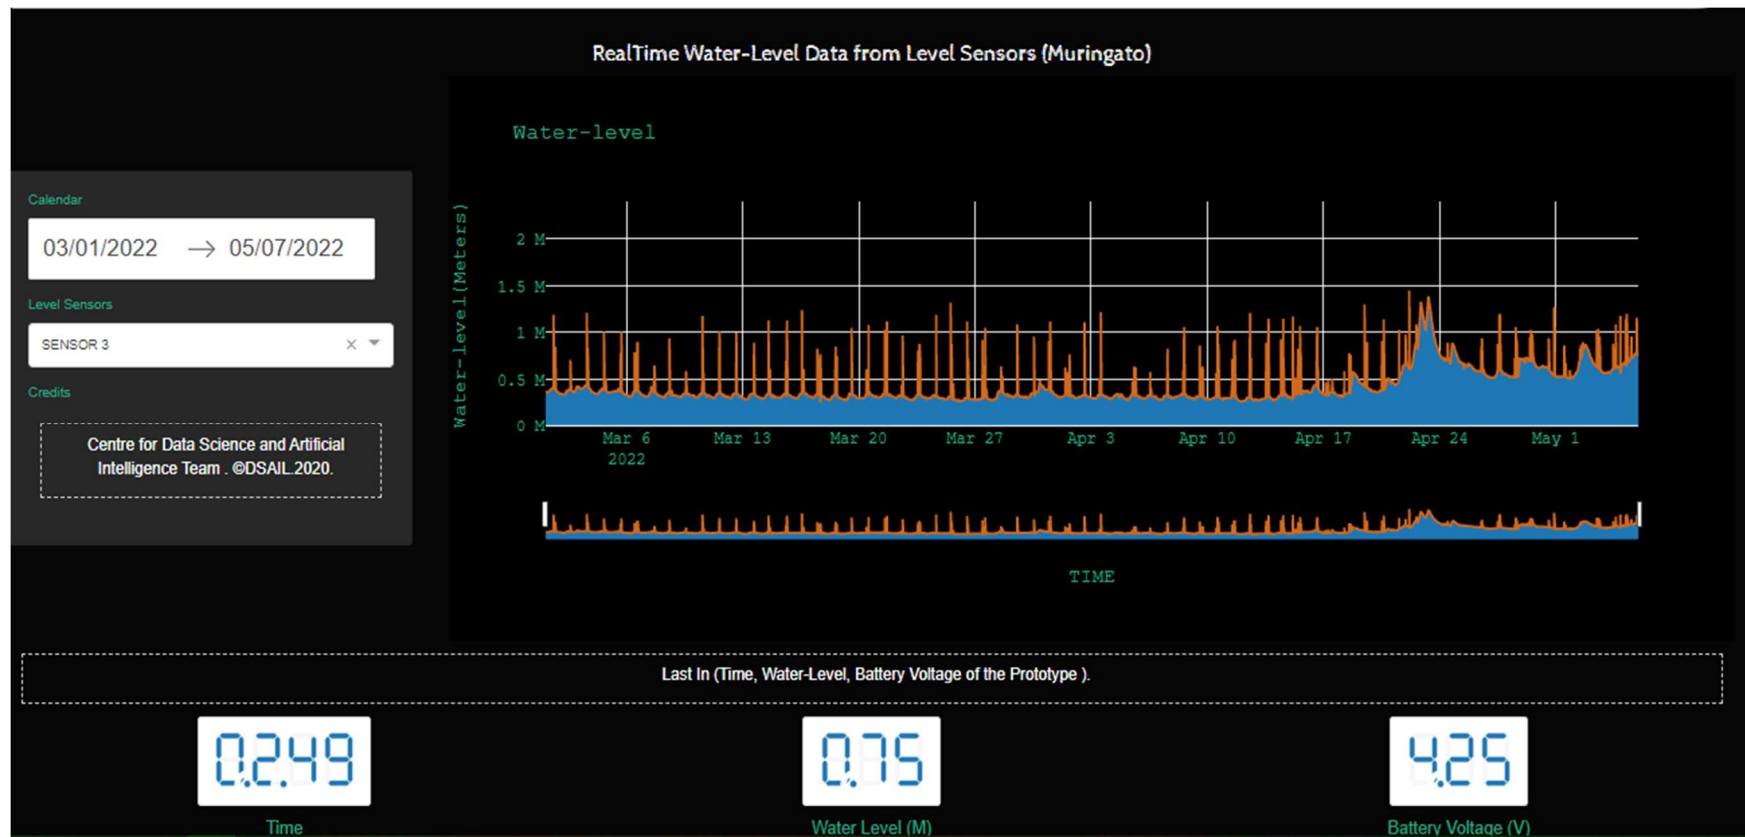 RealTime Water-Level Data from Level Sensors (Muringato)
Water-level
Calendar
03/01/2022 → 05/07/2022
Level Sensors
SENSOR 3
Credits
Centre for Data Science and Artificial
Intelligence Team . ©DSAIL.2020.
Water-level(Meters)
2 M
1.5 M
1 M
0.5 M
0 M
Mar 6
2022
Mar 13
Mar 20
Mar 27
Apr 3
Apr 10
Apr 17
Apr 24
May 1
TIME
Last In (Time, Water-Level, Battery Voltage of the Prototype ).
0.2.49
Time
0.75
Water Level (M)
4.25
Battery Voltage (V)